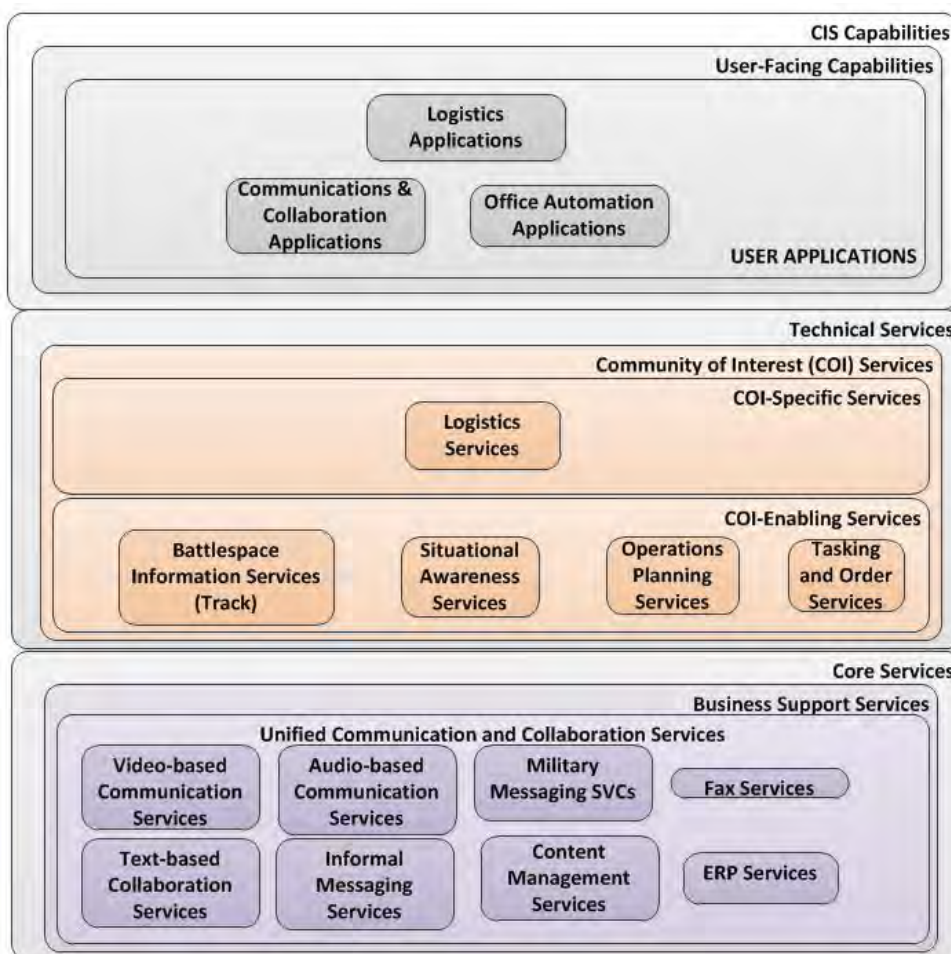 CIS Capabilities
User-Facing Capabilities
Logistics
Applications
Communications &
Collaboration
Applications
Office Automation
Applications
USER APPLICATIONS
Technical Services
Community of Interest (COI) Services
COI-Specific Services
Logistics
Services
COI-Enabling Services
Battlespace
Information Services
(Track)
Situational
Awareness
Services
Operations
Planning
Services
Tasking
and Order
Services
Core Services
Business Support Services
Unified Communication and Collaboration Services
Video-based
Communication
Services
Audio-based
Communication
Services
Military
Messaging SVCs
Fax Services
Text-based
Collaboration
Services
Informal
Messaging
Services
Content
Management
Services
ERP Services